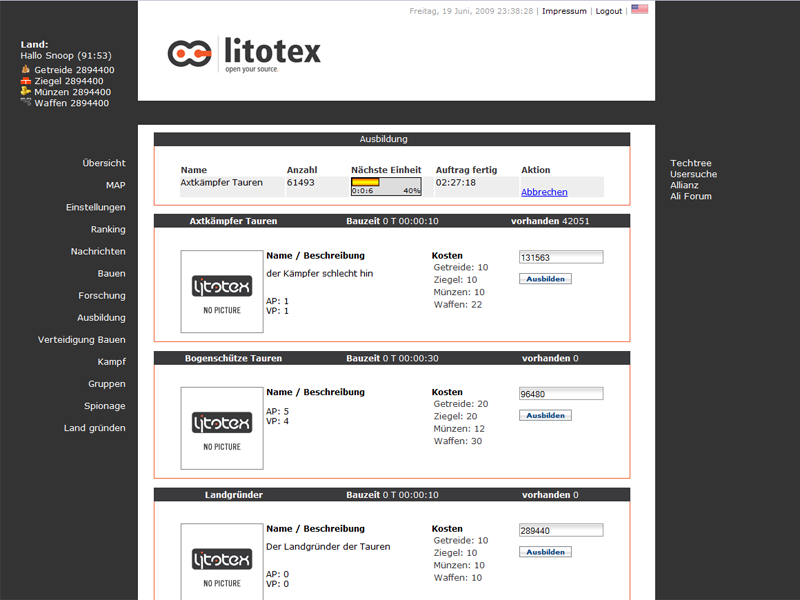 Freitag, 19 Juni, 2009 23:38:28 | Impressum | Logout |
Land:
Hallo Snoop (91:53)
Getreide 2894400
Ziegel 2894400
Münzen 2894400
Waffen 2894400
litotex
open your source.
Übersicht
MAP
Einstellungen
Ranking
Nachrichten
Bauen
Forschung
Ausbildung
Verteidigung Bauen
Kampf
Gruppen
Spionage
Land gründen
Techtree
Usersuche
Allianz
Ali Forum
Ausbildung
Name Anzahl Nächste Einheit Auftrag fertig Aktion
Axtkämpfer Tauren 61493 0:0:6 40% 02:27:18 Abbrechen
Axtkämpfer Tauren Bauzeit 0 T 00:00:10 vorhanden 42051
litotex
NO PICTURE
Name / Beschreibung
der Kämpfer schlecht hin
AP: 1
VP: 1
Kosten
Getreide: 10
Ziegel: 10
Münzen: 10
Waffen: 22
131563
Ausbilden
Bogenschütze Tauren Bauzeit 0 T 00:00:30 vorhanden 0
litotex
NO PICTURE
Name / Beschreibung
AP: 5
VP: 4
Kosten
Getreide: 20
Ziegel: 20
Münzen: 12
Waffen: 30
96480
Ausbilden
Landgründer Bauzeit 0 T 00:00:10 vorhanden 0
litotex
NO PICTURE
Name / Beschreibung
Der Landgründer der Tauren
AP: 0
VP: 0
Kosten
Getreide: 10
Ziegel: 10
Münzen: 10
Waffen: 10
289440
Ausbilden